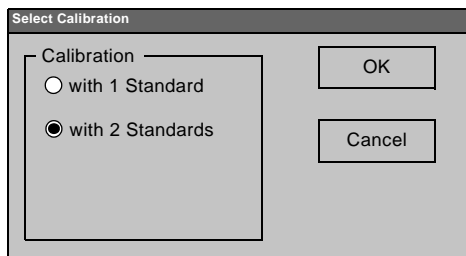 Select Calibration
Calibration
with 1 Standard
with 2 Standards
OK
Cancel